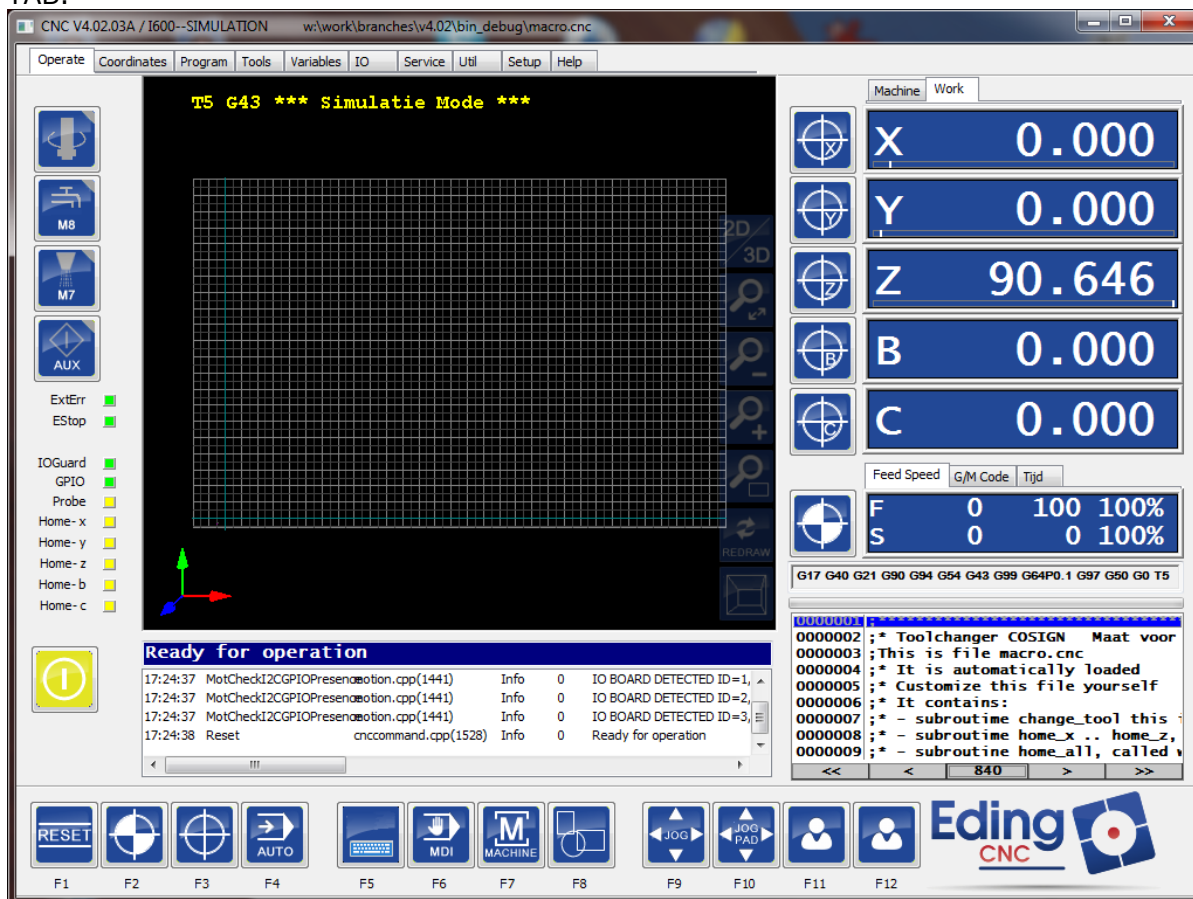 TAB.
CNC V4.02.03A / I600--SIMULATION w:\work\branches\v4.02\bin_debug\macro.cnc
Operate Coordinates Program Tools Variables IO Service Util Setup Help
T5 G43 *** Simulatie Mode ***
Machine Work
X 0.000
Y 0.000
Z 90.646
B 0.000
C 0.000
M8
M7
AUX
ExtErr
EStop
IOGuard
GPIO
Probe
Home- x
Home- y
Home- z
Home- b
Home- c
2D/3D
REDRAW
X
Y
Z
B
C
Feed Speed G/M Code Tijd
F 0 100 100%
S 0 0 100%
G17 G40 G21 G90 G94 G54 G43 G99 G64P0.1 G97 G50 G0 T5
Ready for operation
17:24:37 MotCheckI2CGPIOPresence motion.cpp(1441) Info 0 IO BOARD DETECTED ID=1,
17:24:37 MotCheckI2CGPIOPresence motion.cpp(1441) Info 0 IO BOARD DETECTED ID=2,
17:24:37 MotCheckI2CGPIOPresence motion.cpp(1441) Info 0 IO BOARD DETECTED ID=3,
17:24:38 Reset cnccommand.cpp(1528) Info 0 Ready for operation
0000001 ;************************************
0000002 ;* Toolchanger COSIGN Maat voor
0000003 ;This is file macro.cnc
0000004 ;* It is automatically loaded
0000005 ;* Customize this file yourself
0000006 ;* It contains:
0000007 ;* - subroutine change_tool this
0000008 ;* - subroutine home_x .. home_z,
0000009 ;* - subroutine home_all, called
<< < 840 > >>
RESET AUTO MDI M MACHINE JOG JOG PAD
F1 F2 F3 F4 F5 F6 F7 F8 F9 F10 F11 F12
Eding
CNC